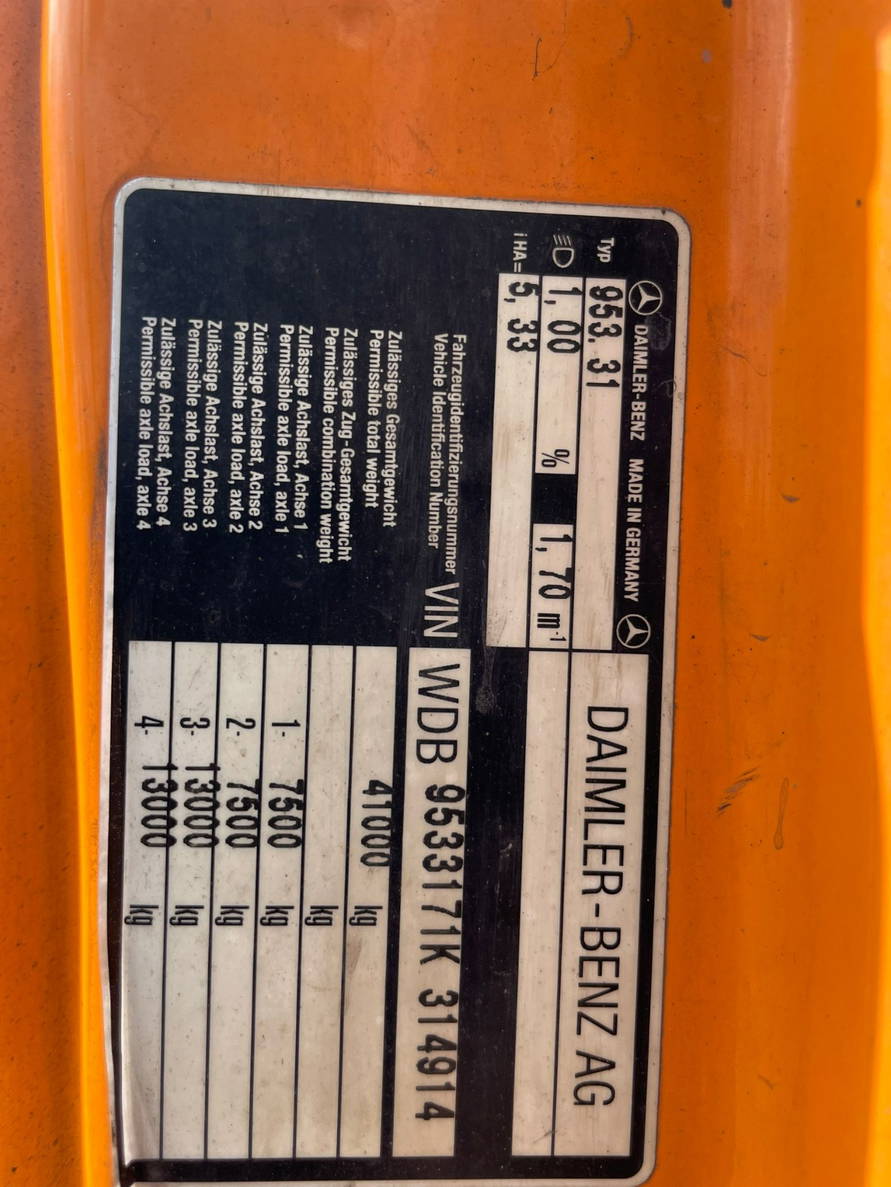 DAIMLER-BENZ MADE IN GERMANY
Typ 953. 31 DAIMLER-BENZ AG
1, 00 % 1, 70 m-1
iHA= 5, 33
Fahrzeugidentifizierungsnummer
Vehicle Identification Number VIN WDB 9533171K 314914
Zulässiges Gesamtgewicht
Permissible total weight 41000 kg
Zulässiges Zug-Gesamtgewicht
Permissible combination weight kg
Zulässige Achslast, Achse 1
Permissible axle load, axle 1 1- 7500 kg
Zulässige Achslast, Achse 2
Permissible axle load, axle 2 2- 7500 kg
Zulässige Achslast, Achse 3
Permissible axle load, axle 3 3- 13000 kg
Zulässige Achslast, Achse 4
Permissible axle load, axle 4 4- 13000 kg